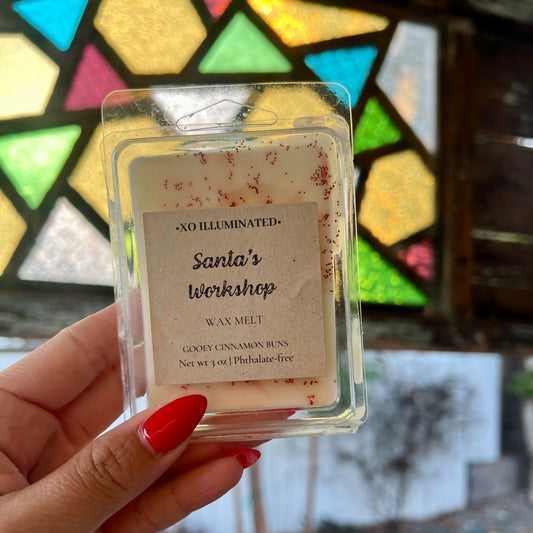 •XO ILLUMINATED•
Santa's
Workshop
WAX MELT
GOOEY CINNAMON BUNS
Net wt 3 oz | Phthalate-free